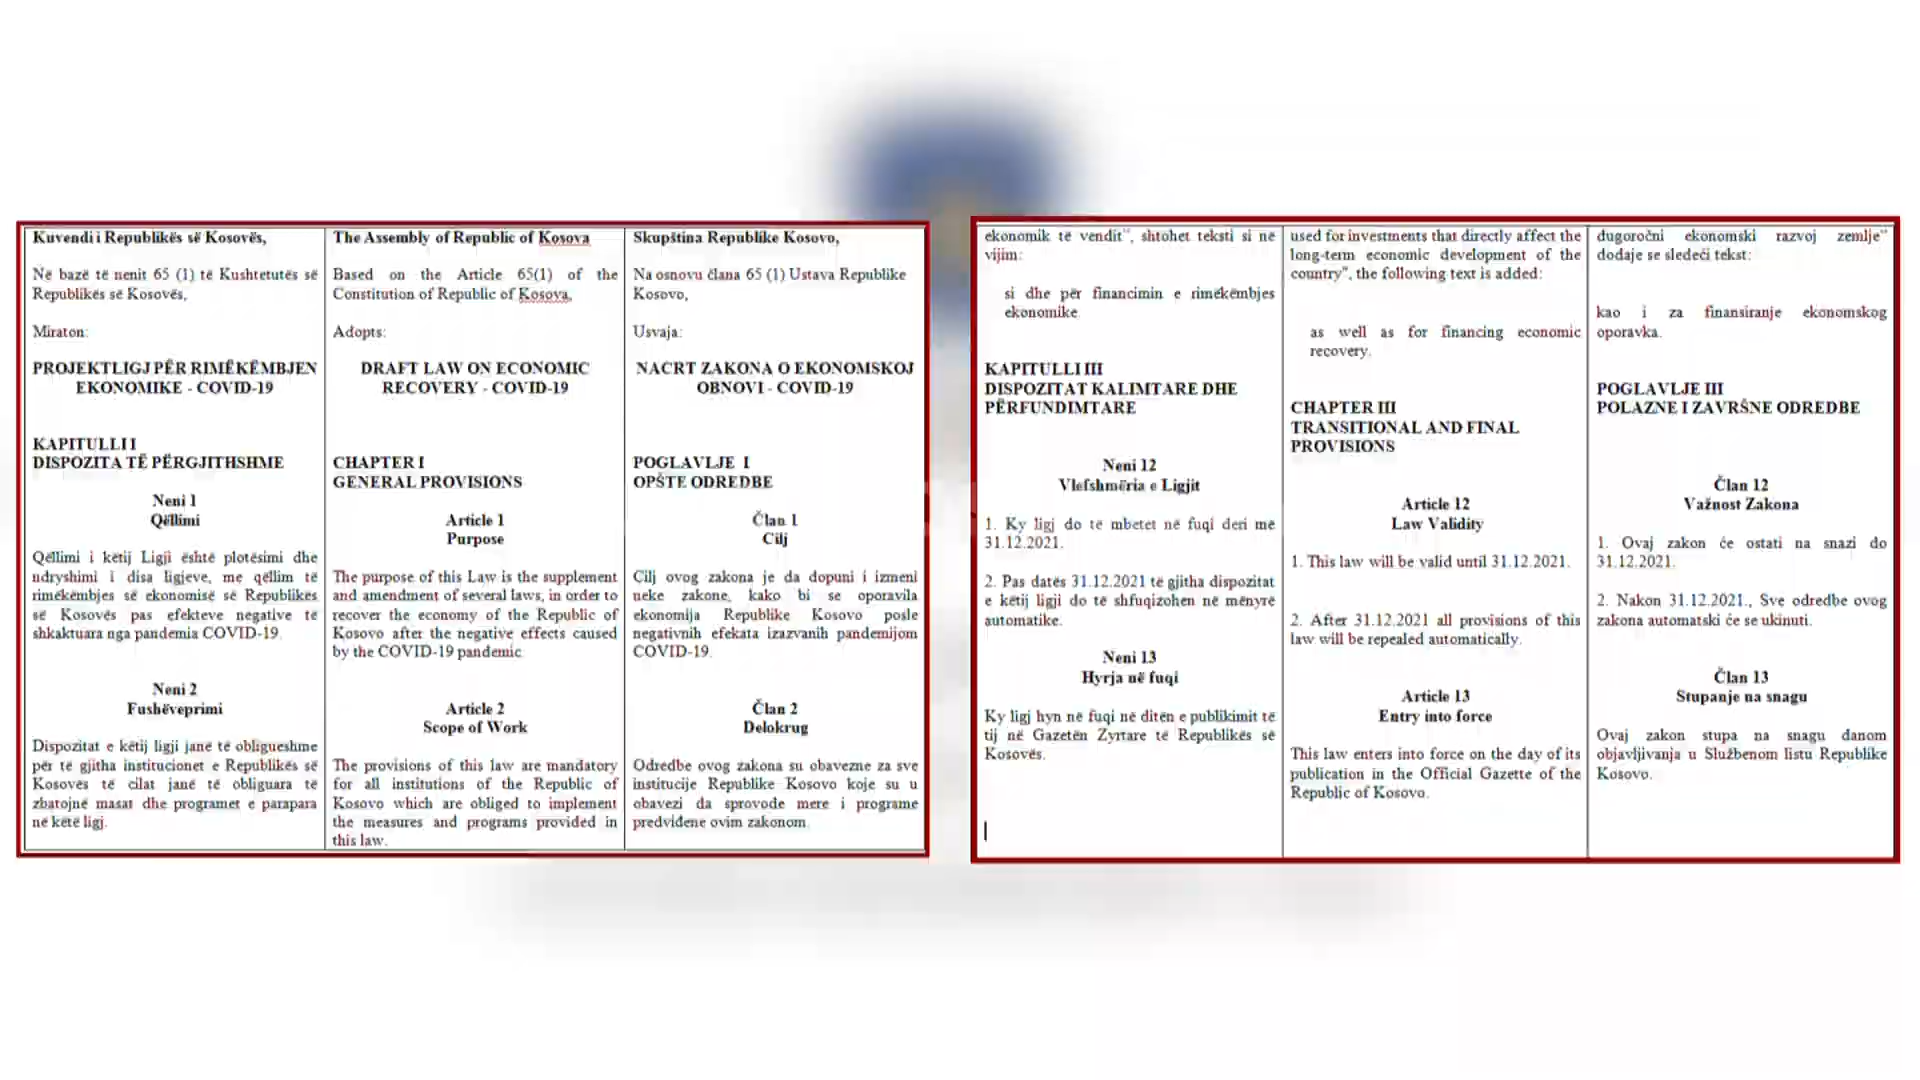 Kuvendi i Republikës së Kosovës,
Në bazë të nenit 65 (1) të Kushtetutës së
Republikës së Kosovës,
Miraton:
PROJEKTLIGJ PËR RIMËKËMBJEN
EKONOMIKE - COVID-19
KAPITULLI I
DISPOZITA TË PËRGJITHSHME
Neni 1
Qëllimi
Qëllimi i këtij Ligji është plotësimi dhe
udryshimi i disa ligjeve, me qëllim të
rimëkëmbjes së ekonomisë së Republikës
së Kosovës pas efekteve negative të
shkaktuara nga pandemia COVID-19.
Neni 2
Fushëveprimi
Dispozitat e këtij ligji janë të obligueshme
për të gjitha institucionet e Republikës së
Kosovës të cilat janë të obliguara të
zbatojnë masat dhe programet e parapara
në këtë ligj.
The Assembly of Republic of Kosova
Based on the Article 65(1) of the
Constitution of Republic of Kosova,
Adopts:
DRAFT LAW ON ECONOMIC
RECOVERY - COVID-19
CHAPTER I
GENERAL PROVISIONS
Article 1
Purpose
The purpose of this Law is the supplement
and amendment of several laws, in order to
recover the economy of the Republic of
Kosovo after the negative effects caused
by the COVID-19 pandemic.
Article 2
Scope of Work
The provisions of this law are mandatory
for all institutions of the Republic of
Kosovo which are obliged to implement
the measures and programs provided in
this law.
Skupština Republike Kosovo,
Na osnovu člana 65 (1) Ustava Republike
Kosovo,
Usvaja:
NACRT ZAKONA O EKONOMSKOJ
OBNOVI - COVID-19
POGLAVLJE I
OPŠTE ODREDBE
Član 1
Cilj
Cilj ovog zakona je da dopuni i izmeni
neke zakone, kako bi se oporavila
ekonomija Republike Kosovo posle
negativnih efekata izazvanih pandemijom
COVID-19.
Član 2
Delokrug
Odredbe ovog zakona su obavezne za sve
institucije Republike Kosovo koje su u
obavezi da sprovode mere i programe
predviđene ovim zakonom.
ekonomik të vendit", shtohet teksti si në
vijim:
si dhe për financimin e rimëkëmbjes
ekonomike.
KAPITULLI III
DISPOZITAT KALIMTARE DHE
PËRFUNDIMTARE
Neni 12
Vlefshmëria e Ligjit
1. Ky ligj do të mbetet në fuqi deri më
31.12.2021.
2. Pas datës 31.12.2021 të gjitha dispozitat
e këtij ligji do të shfuqizohen në mënyrë
automatike.
Neni 13
Hyrja në fuqi
Ky ligj hyn në fuqi në ditën e publikimit të
tij në Gazetën Zyrtare të Republikës së
Kosovës.
used for investments that directly affect the
long-term economic development of the
country", the following text is added:
as well as for financing economic
recovery.
CHAPTER III
TRANSITIONAL AND FINAL
PROVISIONS
Article 12
Law Validity
1. This law will be valid until 31.12.2021.
2. After 31.12.2021 all provisions of this
law will be repealed automatically.
Article 13
Entry into force
This law enters into force on the day of its
publication in the Official Gazette of the
Republic of Kosovo.
dugoročni ekonomski razvoj zemlje"
dodaje se sledeći tekst:
kao i za finansiranje ekonomskog
oporavka.
POGLAVLJE III
POLAZNE I ZAVRŠNE ODREDBE
Član 12
Važnost Zakona
1. Ovaj zakon će ostati na snazi do
31.12.2021.
2. Nakon 31.12.2021., Sve odredbe ovog
zakona automatski će se ukinuti.
Član 13
Stupanje na snagu
Ovaj zakon stupa na snagu danom
objavljivanja u Službenom listu Republike
Kosovo.